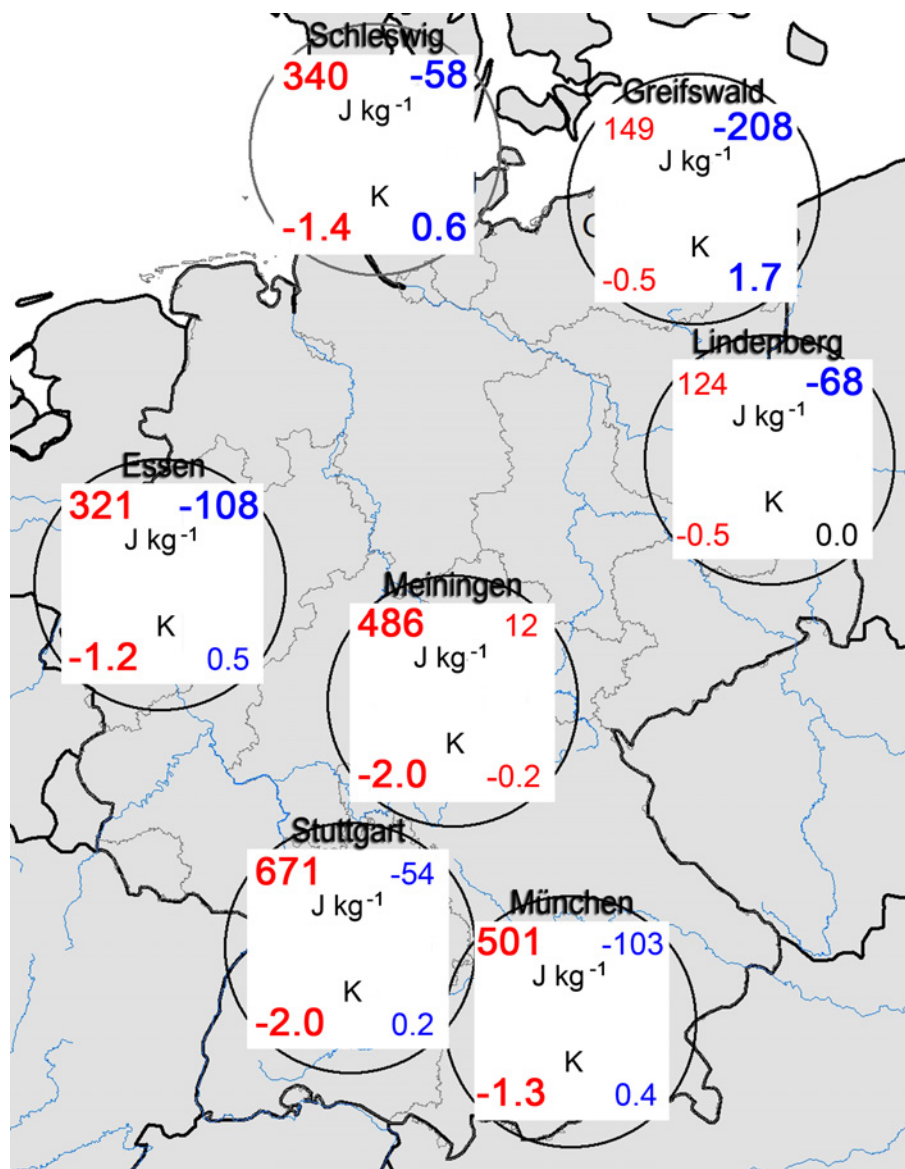 Schleswig
340 -58
J kg-1
K
-1.4 0.6
Greifswald
149 -208
J kg-1
K
-0.5 1.7
Lindenberg
124 -68
J kg-1
K
-0.5 0.0
Essen
321 -108
J kg-1
K
-1.2 0.5
Meiningen
486 12
J kg-1
K
-2.0 -0.2
Stuttgart
671 -54
J kg-1
K
-2.0 0.2
München
501 -103
J kg-1
K
-1.3 0.4